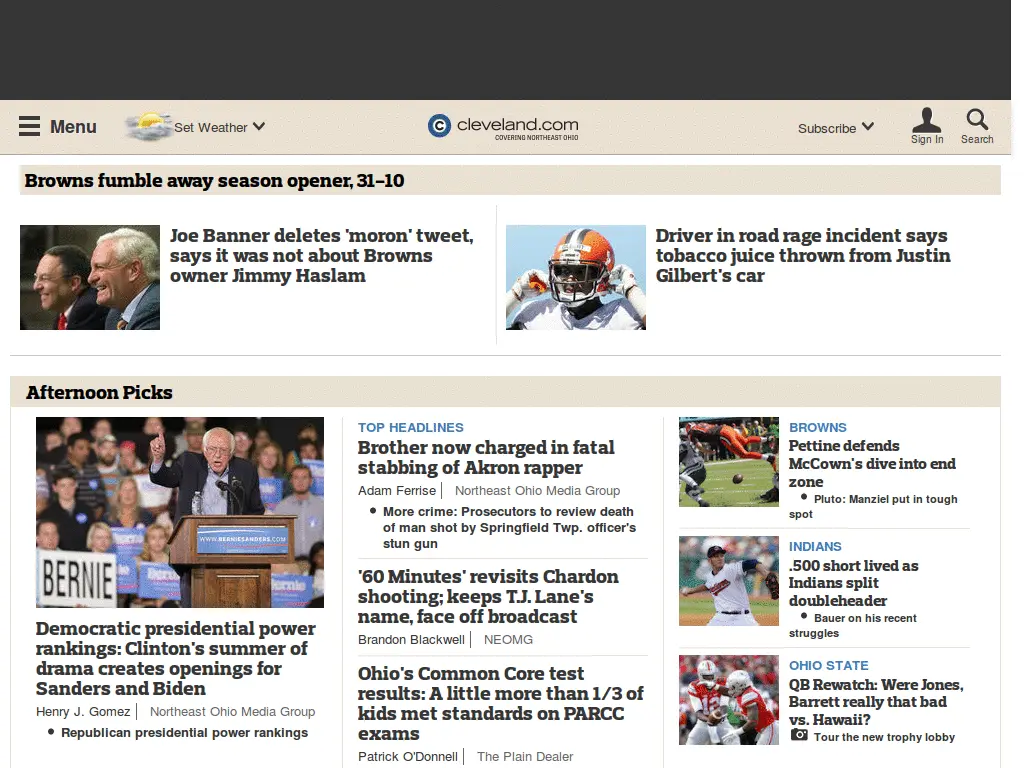 Menu
Set Weather
cleveland.com
COVERING NORTHEAST OHIO
Subscribe
Sign In
Search
Browns fumble away season opener, 31-10
Joe Banner deletes 'moron' tweet,
says it was not about Browns
owner Jimmy Haslam
Driver in road rage incident says
tobacco juice thrown from Justin
Gilbert's car
Afternoon Picks
WWW.BERNIESANDERS.COM
BERNIE
Democratic presidential power
rankings: Clinton's summer of
drama creates openings for
Sanders and Biden
Henry J. Gomez | Northeast Ohio Media Group
• Republican presidential power rankings
TOP HEADLINES
Brother now charged in fatal
stabbing of Akron rapper
Adam Ferrise | Northeast Ohio Media Group
• More crime: Prosecutors to review death
of man shot by Springfield Twp. officer's
stun gun
'60 Minutes' revisits Chardon
shooting; keeps T.J. Lane's
name, face off broadcast
Brandon Blackwell | NEOMG
Ohio's Common Core test
results: A little more than 1/3 of
kids met standards on PARCC
exams
Patrick O'Donnell | The Plain Dealer
BROWNS
Pettine defends
McCown's dive into end
zone
• Pluto: Manziel put in tough
spot
INDIANS
.500 short lived as
Indians split
doubleheader
• Bauer on his recent
struggles
OHIO STATE
QB Rewatch: Were Jones,
Barrett really that bad
vs. Hawaii?
Tour the new trophy lobby